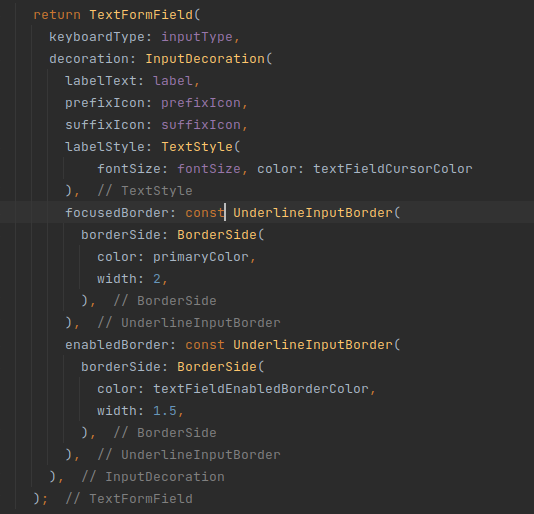 return TextFormField(
keyboardType: inputType,
decoration: InputDecoration(
labelText: label,
prefixIcon: prefixIcon,
suffixIcon: suffixIcon,
labelStyle: TextStyle(
fontSize: fontSize, color: textFieldCursorColor
), // TextStyle
focusedBorder: const UnderlineInputBorder(
borderSide: BorderSide(
color: primaryColor,
width: 2,
), // BorderSide
), // UnderlineInputBorder
enabledBorder: const UnderlineInputBorder(
borderSide: BorderSide(
color: textFieldEnabledBorderColor,
width: 1.5,
), // BorderSide
), // UnderlineInputBorder
), // InputDecoration
); // TextFormField